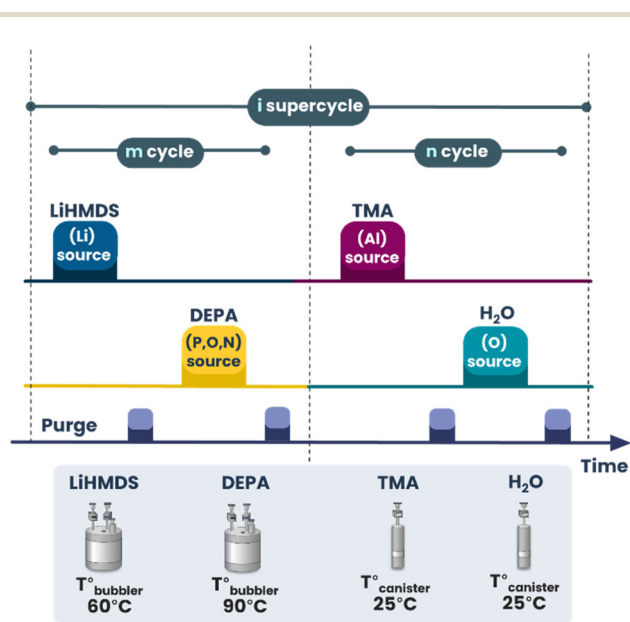 i supercycle
m cycle
n cycle
LiHMDS
TMA
(Li)
source
(Al)
source
DEPA
H₂O
(P,O,N)
source
(O)
source
Purge
Time
LiHMDS
DEPA
TMA
H₂O
T°bubbler
60°C
T°bubbler
90°C
T°canister
25°C
T°canister
25°C